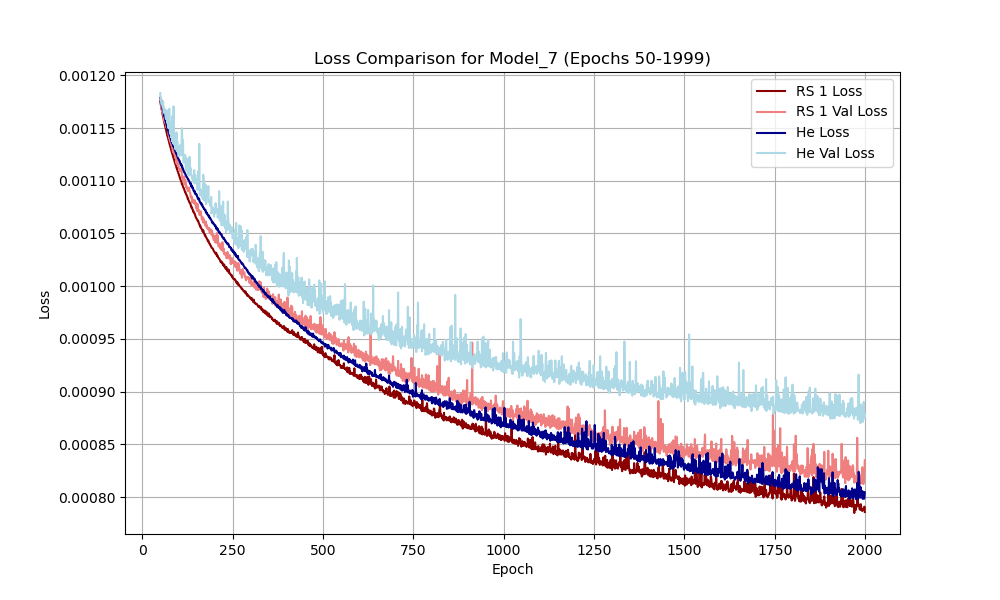 Loss Comparison for Model_7 (Epochs 50-1999)
0.00120
0.00115
0.00110
0.00105
0.00100
0.00095
0.00090
0.00085
0.00080
Loss
RS 1 Loss
RS 1 Val Loss
He Loss
He Val Loss
0 250 500 750 1000 1250 1500 1750 2000
Epoch